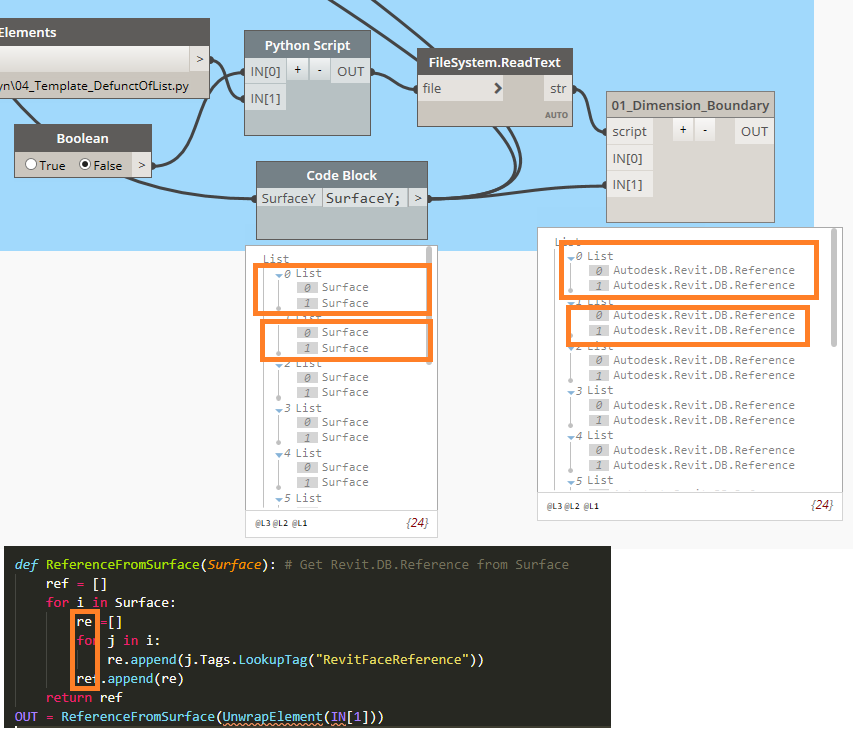 Elements
>
yn\04_Template_DefunctOfList.py
Boolean
True False >
Python Script
IN[0] + - OUT
IN[1]
FileSystem.ReadText
file > str
AUTO
01_Dimension_Boundary
script + - OUT
IN[0]
IN[1]
Code Block
SurfaceY SurfaceY; >
List
0 List
0 Surface
1 Surface
1 List
0 Surface
1 Surface
2 List
0 Surface
1 Surface
3 List
0 Surface
1 Surface
4 List
0 Surface
1 Surface
5 List
@L3 @L2 @L1 {24}
List
0 List
0 Autodesk.Revit.DB.Reference
1 Autodesk.Revit.DB.Reference
1 List
0 Autodesk.Revit.DB.Reference
1 Autodesk.Revit.DB.Reference
2 List
0 Autodesk.Revit.DB.Reference
1 Autodesk.Revit.DB.Reference
3 List
0 Autodesk.Revit.DB.Reference
1 Autodesk.Revit.DB.Reference
4 List
0 Autodesk.Revit.DB.Reference
1 Autodesk.Revit.DB.Reference
5 List
@L3 @L2 @L1 {24}
def ReferenceFromSurface(Surface): # Get Revit.DB.Reference from Surface
ref = []
for i in Surface:
re =[]
for j in i:
re.append(j.Tags.LookupTag("RevitFaceReference"))
ref.append(re)
return ref
OUT = ReferenceFromSurface(UnwrapElement(IN[1]))